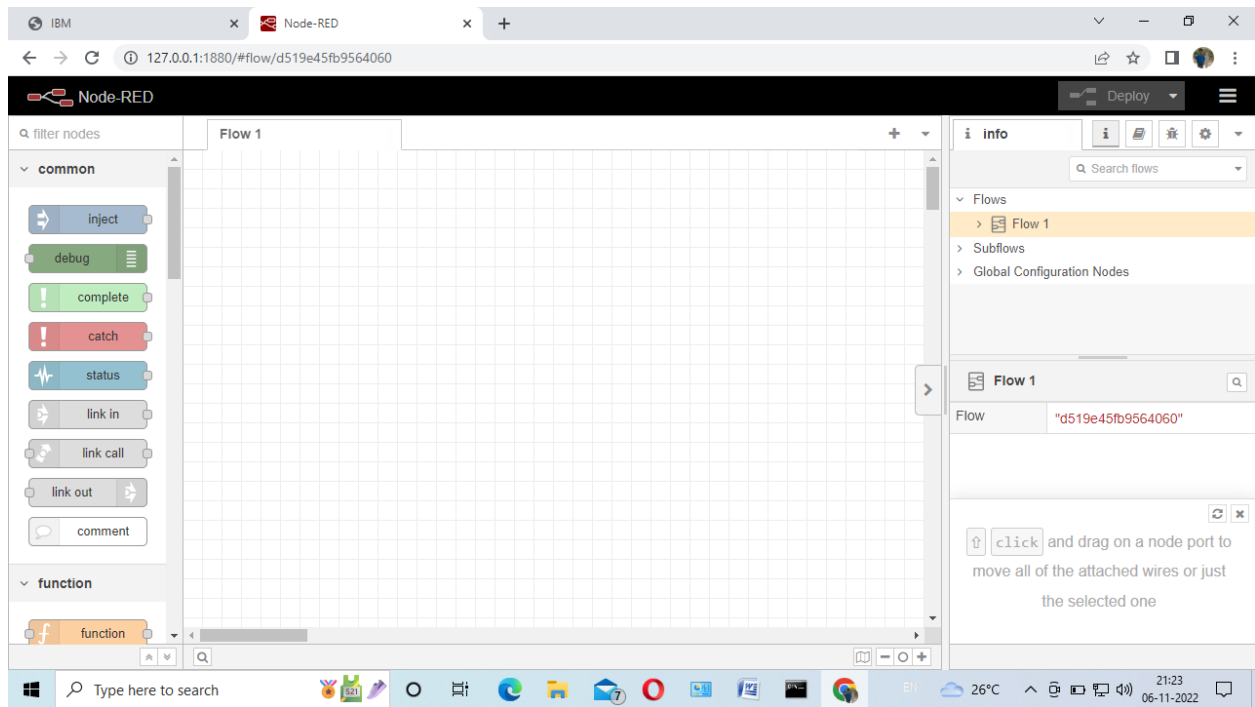 IBM
Node-RED
127.0.0.1:1880/#flow/d519e45fb9564060
Node-RED
Deploy
filter nodes
Flow 1
i info
i
Search flows
common
inject
debug
complete
catch
status
link in
link call
link out
comment
function
function
Flows
Flow 1
Subflows
Global Configuration Nodes
Flow 1
Flow "d519e45fb9564060"
⇧ click and drag on a node port to
move all of the attached wires or just
the selected one
Type here to search
521
7
EN
26°C
21:23
06-11-2022